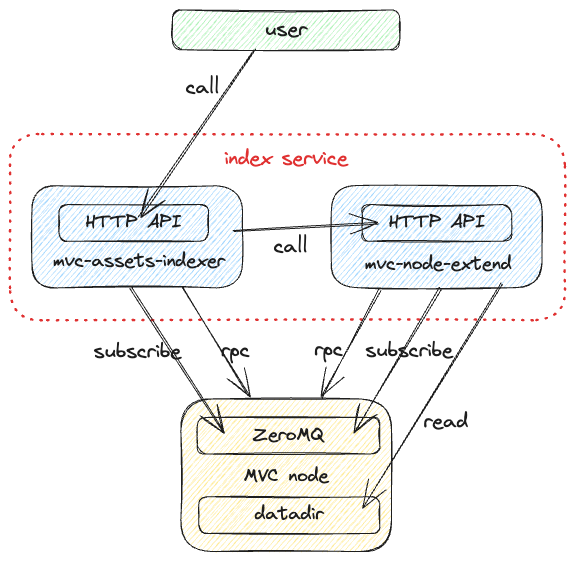 user
call
index service
HTTP API
HTTP API
call
mvc-assets-indexer
mvc-node-extend
subscribe
rpc
rpc
subscribe
read
ZeroMQ
MVC node
datadir